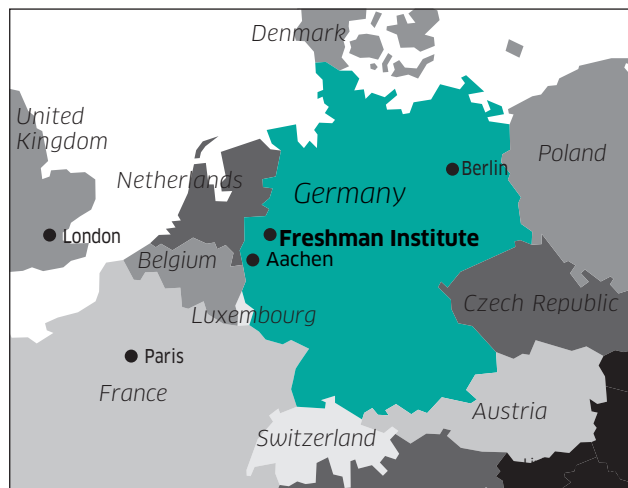 Denmark
United
Kingdom
Poland
Netherlands
Berlin
Germany
London
Freshman Institute
Belgium
Aachen
Czech Republic
Luxembourg
Paris
France
Austria
Switzerland